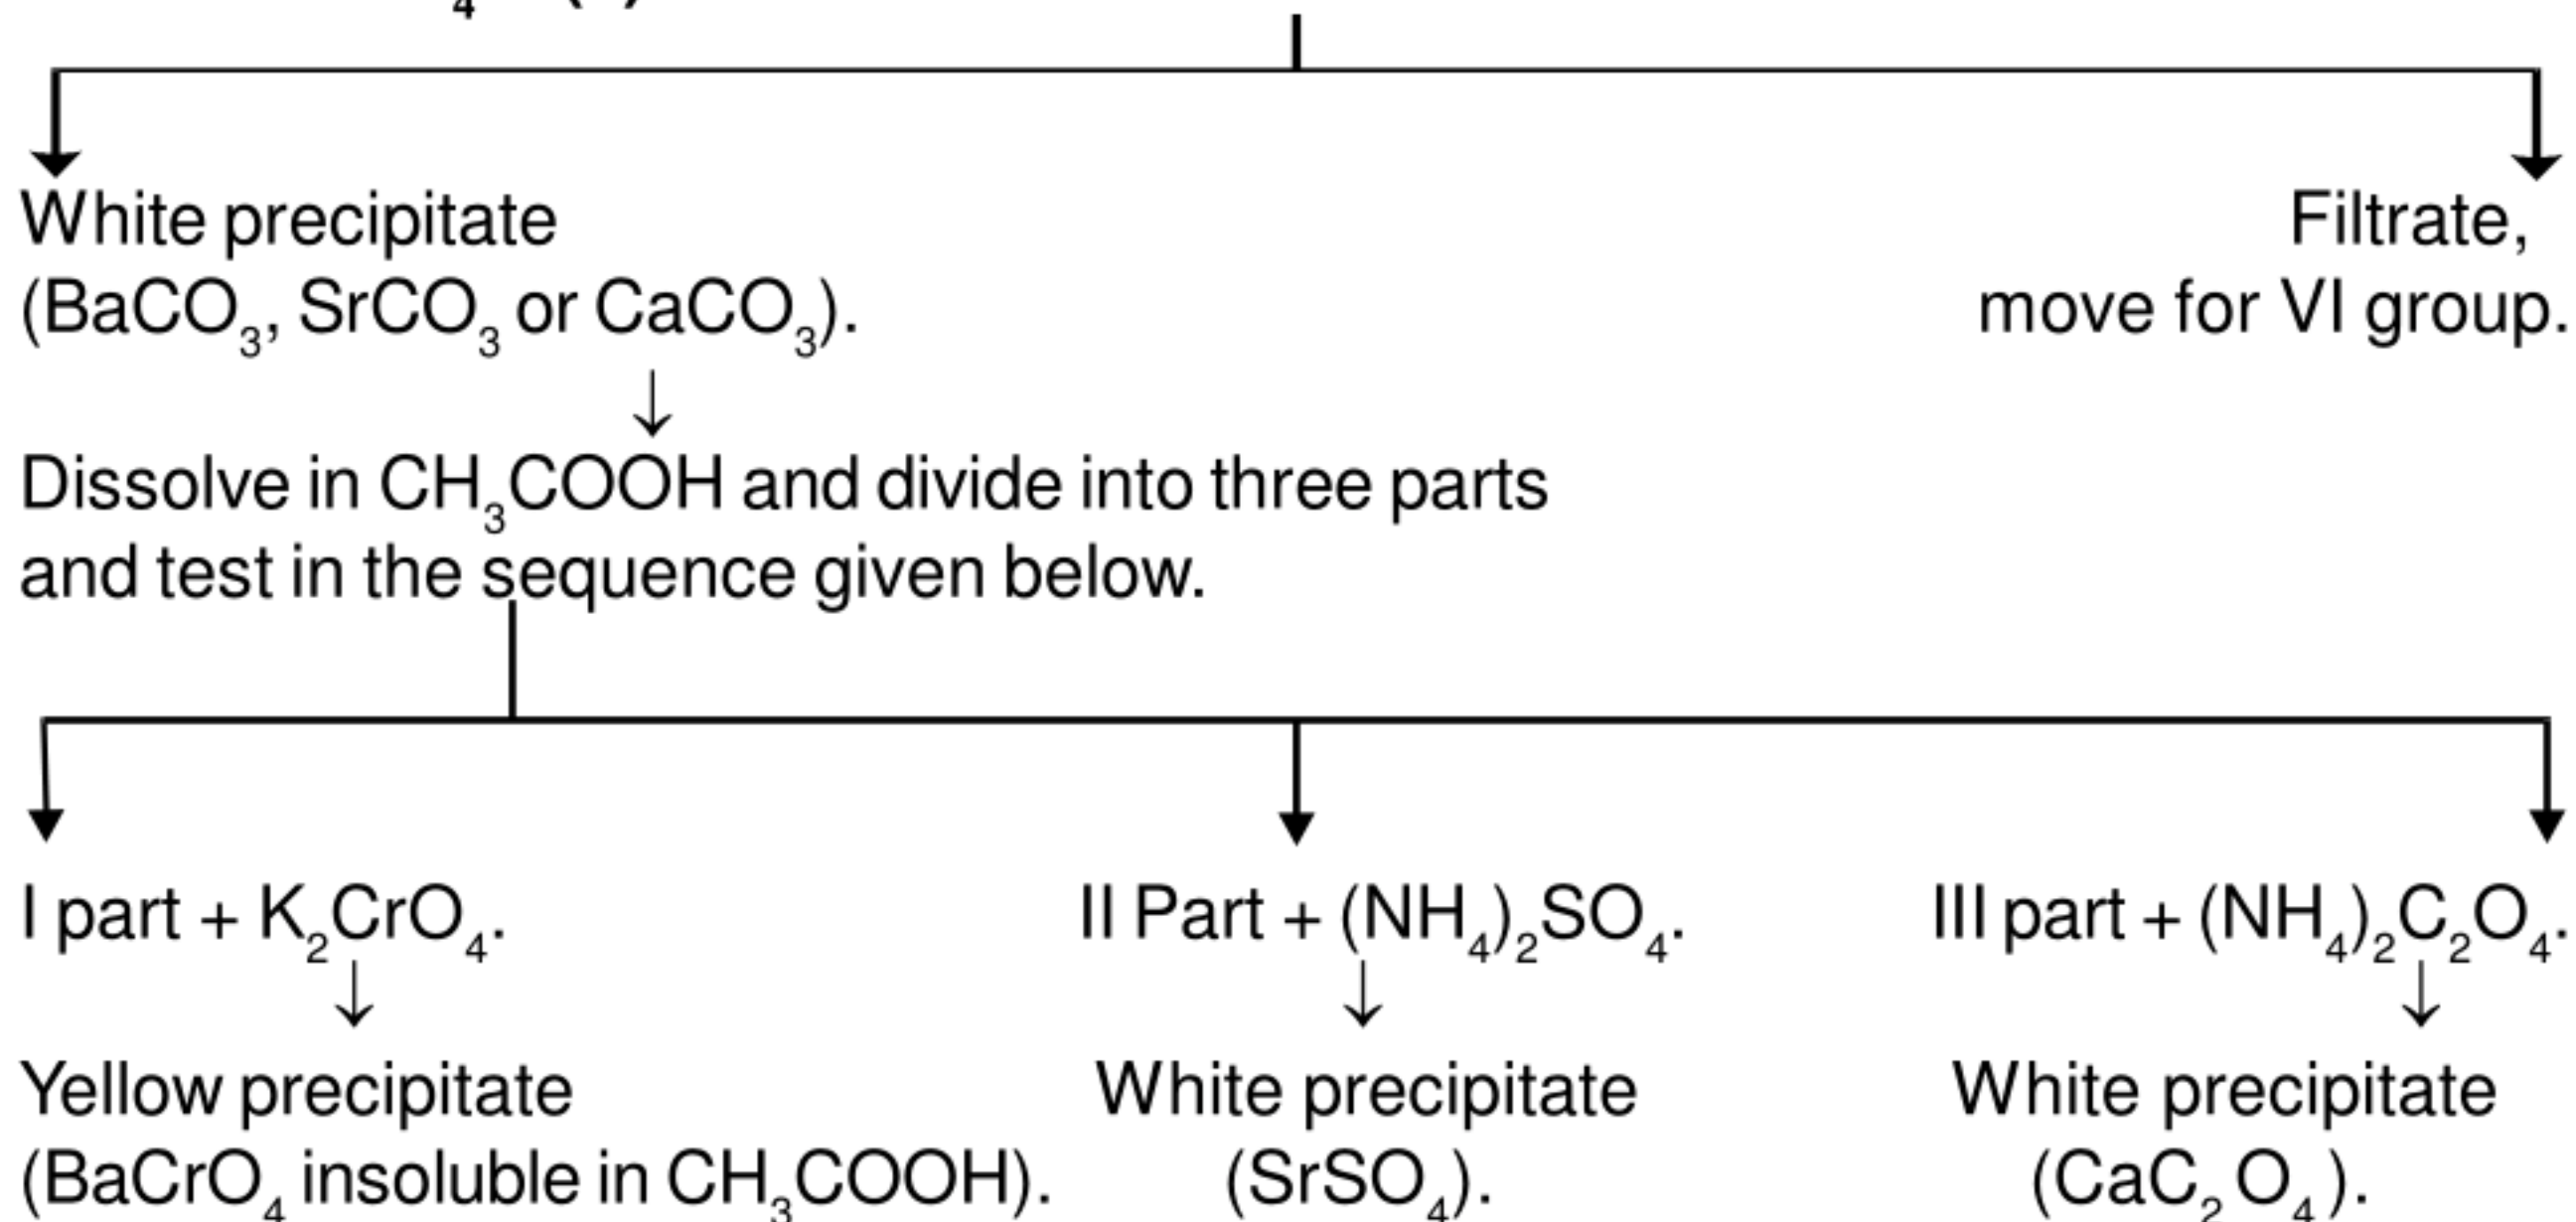 4
White precipitate
(BaCO₃, SrCO₃ or CaCO₃).
Filtrate,
move for VI group.
↓
Dissolve in CH₃COOH and divide into three parts
and test in the sequence given below.
I part + K₂CrO₄.
↓
Yellow precipitate
(BaCrO₄ insoluble in CH₃COOH).
II Part + (NH₄)₂SO₄.
↓
White precipitate
(SrSO₄).
III part + (NH₄)₂C₂O₄.
↓
White precipitate
(CaC₂O₄).